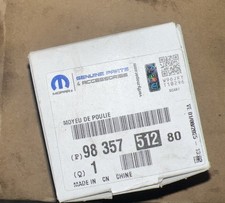 mopar
GENUINE PARTS
& ACCESSORIES
MOYEU DE POULIE
(P) 98 357 512 80
(Q) 1
MADE IN CN CHINE